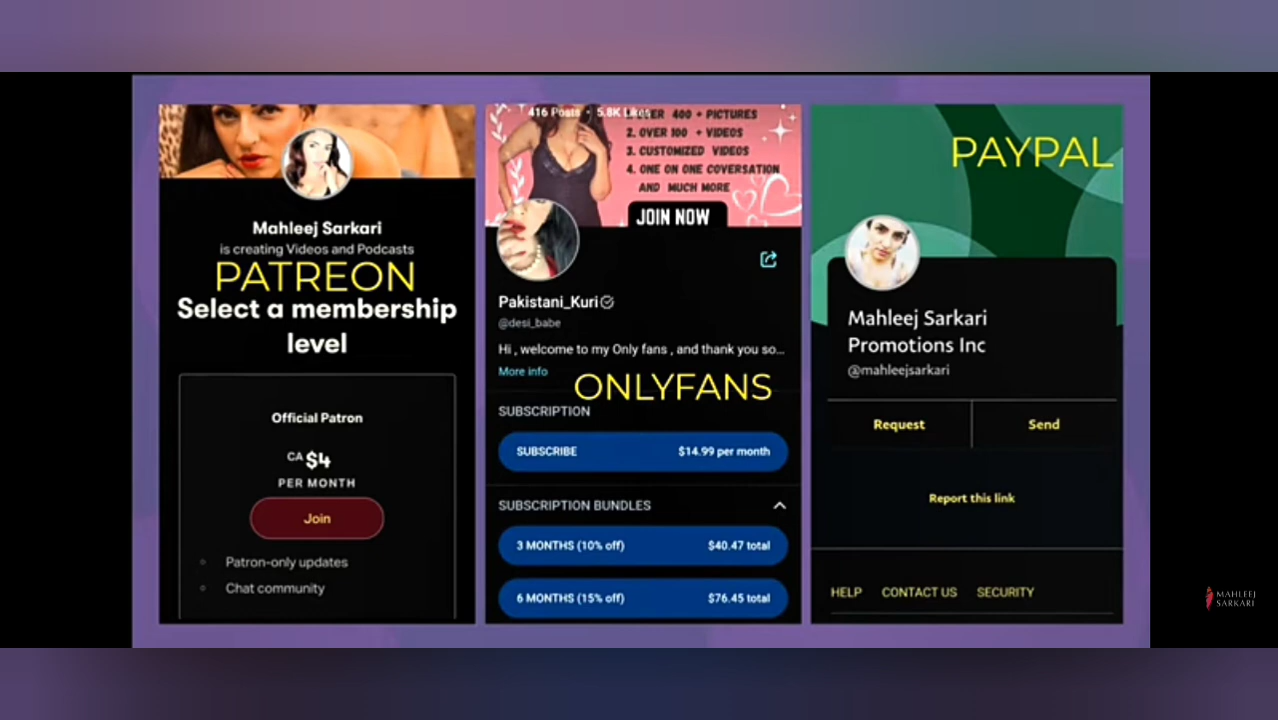 Mahleej Sarkari
is creating Videos and Podcasts
PATREON
Select a membership
level
Official Patron
CA $4
PER MONTH
Join
Patron-only updates
Chat community
416 Posts · 5.8K Likes
OVER 400 + PICTURES
2. OVER 100 + VIDEOS
3. CUSTOMIZED VIDEOS
4. ONE ON ONE COVERSATION
AND MUCH MORE
JOIN NOW
Pakistani_Kuri
@desi_babe
Hi , welcome to my Only fans , and thank you so...
More info
ONLYFANS
SUBSCRIPTION
SUBSCRIBE $14.99 per month
SUBSCRIPTION BUNDLES
3 MONTHS (10% off) $40.47 total
6 MONTHS (15% off) $76.45 total
PAYPAL
Mahleej Sarkari
Promotions Inc
@mahleejsarkari
Request Send
Report this link
HELP CONTACT US SECURITY
MAHLEEJ
SARKARI